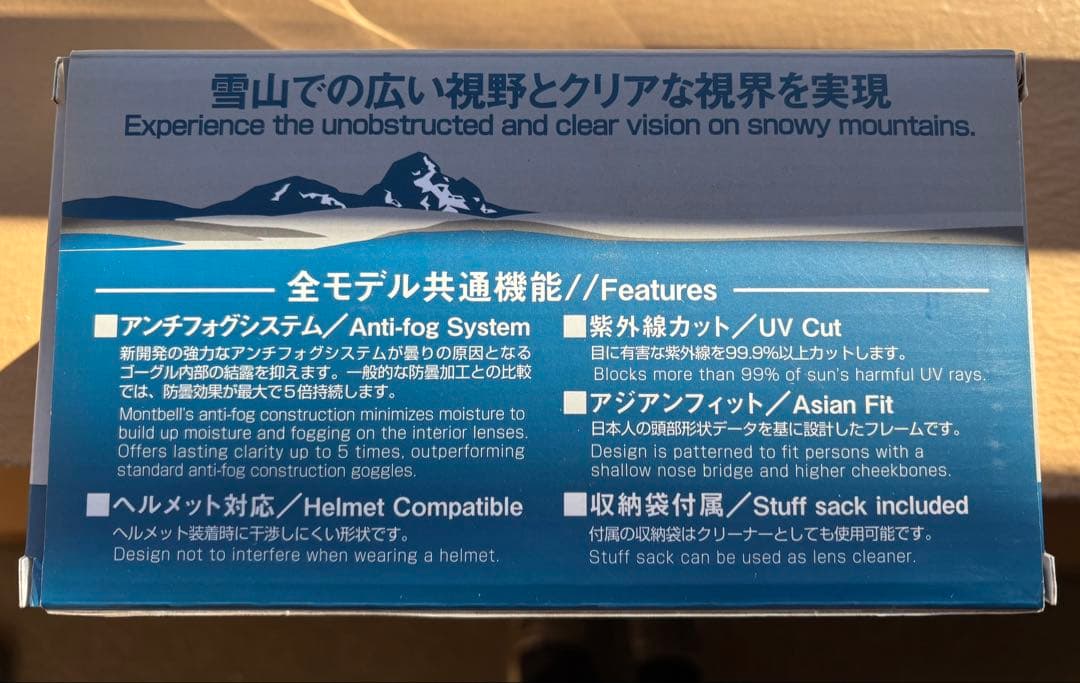 雪山での広い視野とクリアな視界を実現
Experience the unobstructed and clear vision on snowy mountains.
全モデル共通機能//Features
■アンチフォグシステム／Anti-fog System
新開発の強力なアンチフォグシステムが曇りの原因となる
ゴーグル内部の結露を抑えます。一般的な防曇加工との比較
では、防曇効果が最大で5倍持続します。
Montbell's anti-fog construction minimizes moisture to
build up moisture and fogging on the interior lenses.
Offers lasting clarity up to 5 times, outperforming
standard anti-fog construction goggles.
■ヘルメット対応／Helmet Compatible
ヘルメット装着時に干渉しにくい形状です。
Design not to interfere when wearing a helmet.
■紫外線カット／UV Cut
目に有害な紫外線を99.9%以上カットします。
Blocks more than 99% of sun's harmful UV rays.
■アジアンフィット／Asian Fit
日本人の頭部形状データを基に設計したフレームです。
Design is patterned to fit persons with a
shallow nose bridge and higher cheekbones.
■収納袋付属／Stuff sack included
付属の収納袋はクリーナーとしても使用可能です。
Stuff sack can be used as lens cleaner.